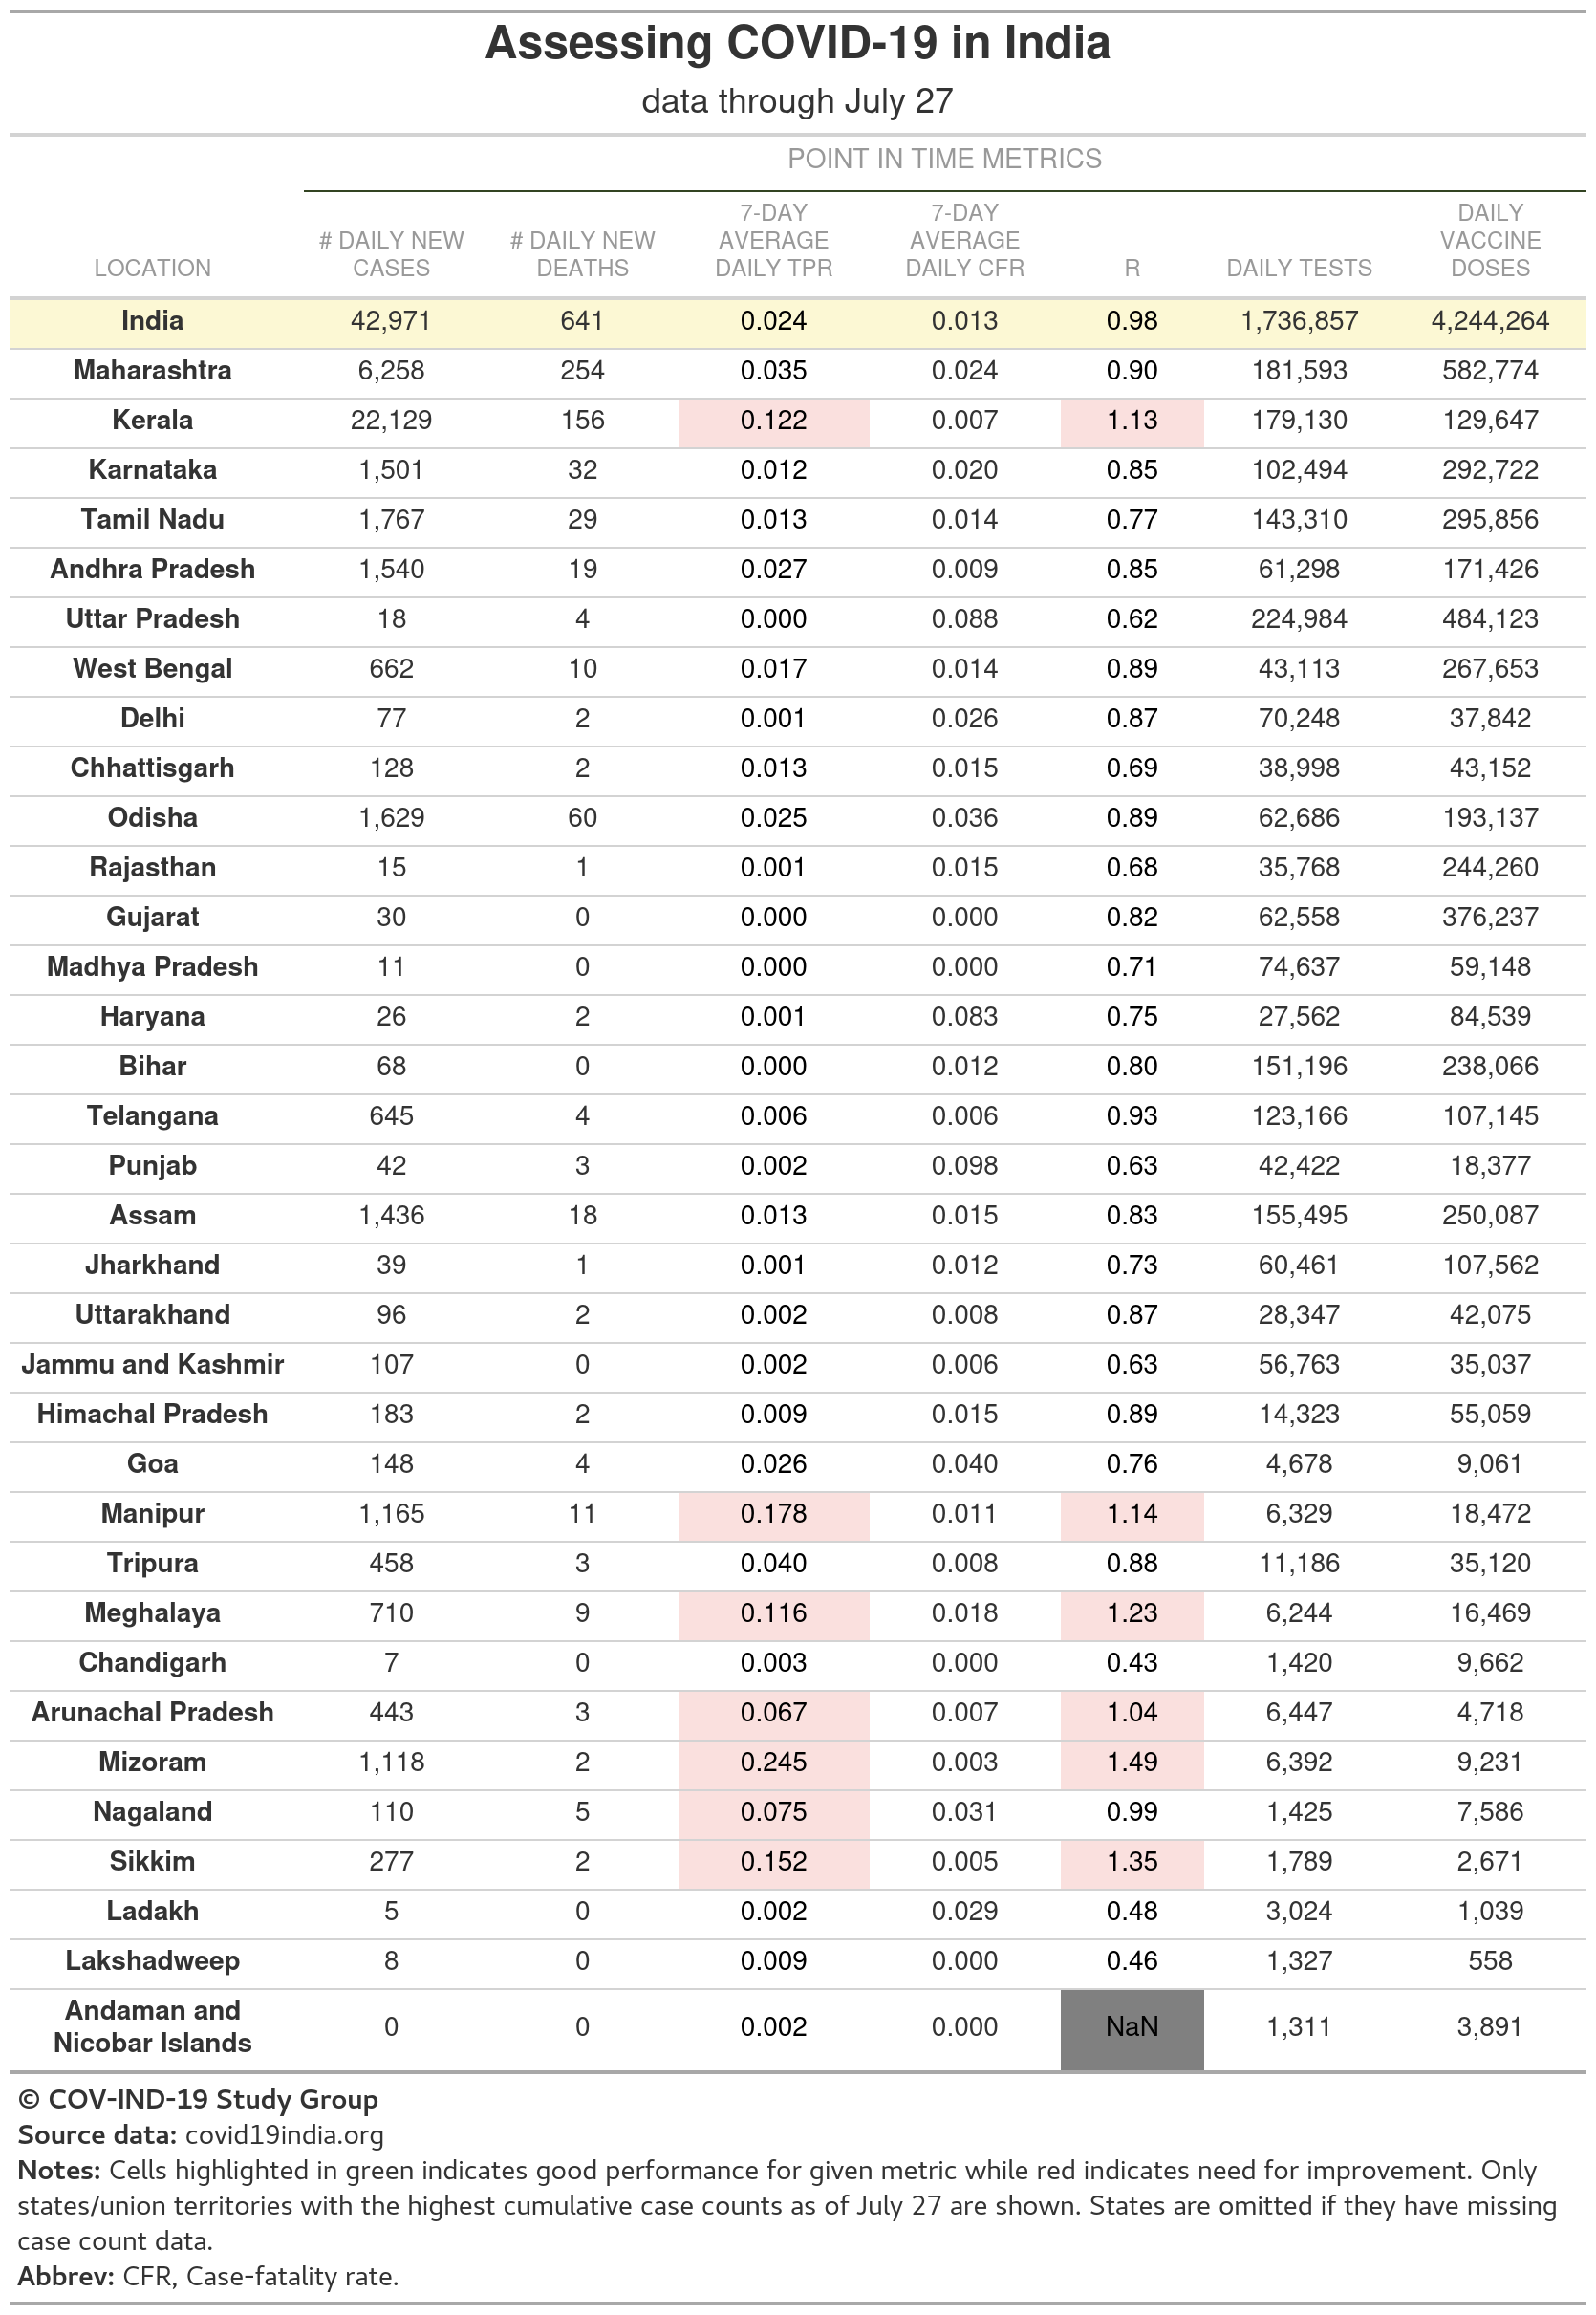 Assessing COVID-19 in India
data through July 27
POINT IN TIME METRICS
LOCATION # DAILY NEW CASES # DAILY NEW DEATHS 7-DAY AVERAGE DAILY TPR 7-DAY AVERAGE DAILY CFR R DAILY TESTS DAILY VACCINE DOSES
India 42,971 641 0.024 0.013 0.98 1,736,857 4,244,264
Maharashtra 6,258 254 0.035 0.024 0.90 181,593 582,774
Kerala 22,129 156 0.122 0.007 1.13 179,130 129,647
Karnataka 1,501 32 0.012 0.020 0.85 102,494 292,722
Tamil Nadu 1,767 29 0.013 0.014 0.77 143,310 295,856
Andhra Pradesh 1,540 19 0.027 0.009 0.85 61,298 171,426
Uttar Pradesh 18 4 0.000 0.088 0.62 224,984 484,123
West Bengal 662 10 0.017 0.014 0.89 43,113 267,653
Delhi 77 2 0.001 0.026 0.87 70,248 37,842
Chhattisgarh 128 2 0.013 0.015 0.69 38,998 43,152
Odisha 1,629 60 0.025 0.036 0.89 62,686 193,137
Rajasthan 15 1 0.001 0.015 0.68 35,768 244,260
Gujarat 30 0 0.000 0.000 0.82 62,558 376,237
Madhya Pradesh 11 0 0.000 0.000 0.71 74,637 59,148
Haryana 26 2 0.001 0.083 0.75 27,562 84,539
Bihar 68 0 0.000 0.012 0.80 151,196 238,066
Telangana 645 4 0.006 0.006 0.93 123,166 107,145
Punjab 42 3 0.002 0.098 0.63 42,422 18,377
Assam 1,436 18 0.013 0.015 0.83 155,495 250,087
Jharkhand 39 1 0.001 0.012 0.73 60,461 107,562
Uttarakhand 96 2 0.002 0.008 0.87 28,347 42,075
Jammu and Kashmir 107 0 0.002 0.006 0.63 56,763 35,037
Himachal Pradesh 183 2 0.009 0.015 0.89 14,323 55,059
Goa 148 4 0.026 0.040 0.76 4,678 9,061
Manipur 1,165 11 0.178 0.011 1.14 6,329 18,472
Tripura 458 3 0.040 0.008 0.88 11,186 35,120
Meghalaya 710 9 0.116 0.018 1.23 6,244 16,469
Chandigarh 7 0 0.003 0.000 0.43 1,420 9,662
Arunachal Pradesh 443 3 0.067 0.007 1.04 6,447 4,718
Mizoram 1,118 2 0.245 0.003 1.49 6,392 9,231
Nagaland 110 5 0.075 0.031 0.99 1,425 7,586
Sikkim 277 2 0.152 0.005 1.35 1,789 2,671
Ladakh 5 0 0.002 0.029 0.48 3,024 1,039
Lakshadweep 8 0 0.009 0.000 0.46 1,327 558
Andaman and Nicobar Islands 0 0 0.002 0.000 NaN 1,311 3,891
© COV-IND-19 Study Group
Source data: covid19india.org
Notes: Cells highlighted in green indicates good performance for given metric while red indicates need for improvement. Only
states/union territories with the highest cumulative case counts as of July 27 are shown. States are omitted if they have missing
case count data.
Abbrev: CFR, Case-fatality rate.